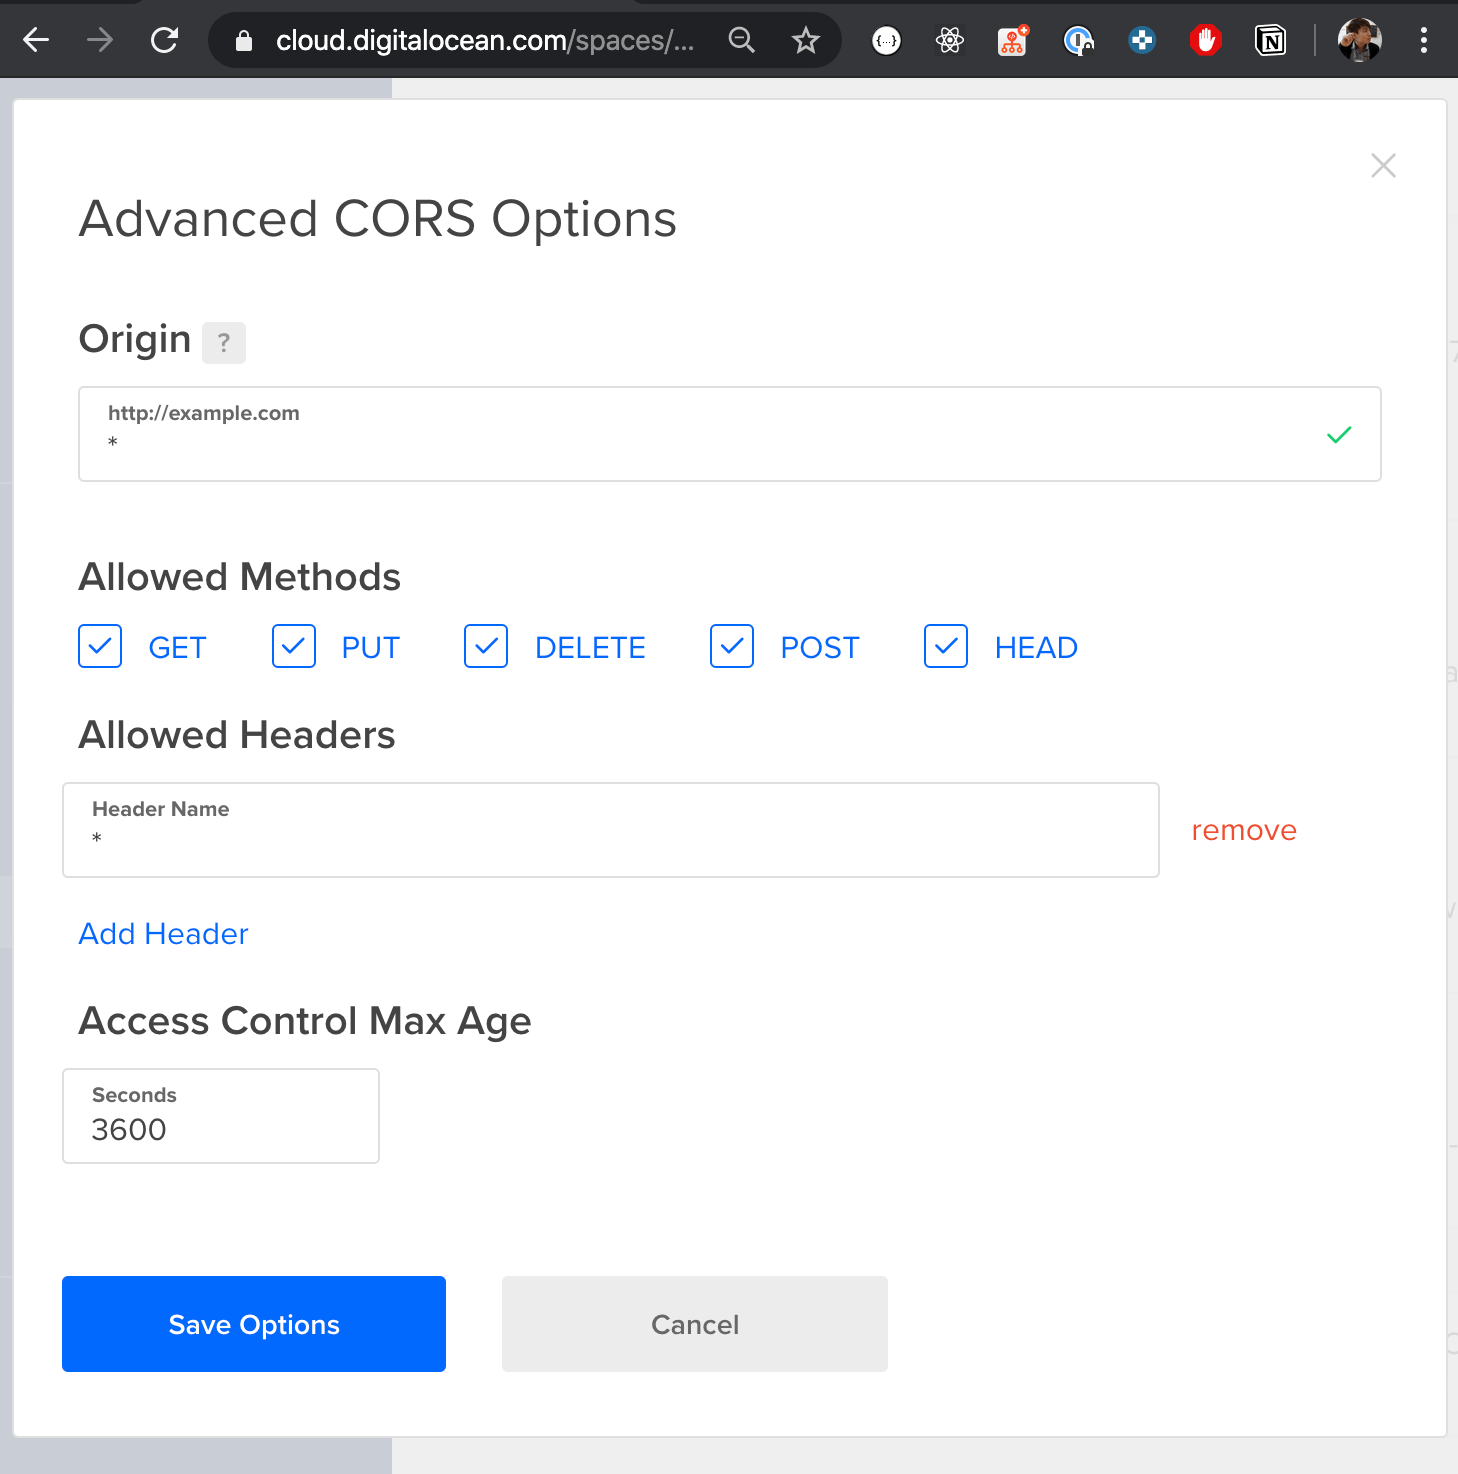 cloud.digitalocean.com/spaces/...
Advanced CORS Options
Origin ?
http://example.com
*
Allowed Methods
GET PUT DELETE POST HEAD
Allowed Headers
Header Name
*
remove
Add Header
Access Control Max Age
Seconds
3600
Save Options Cancel